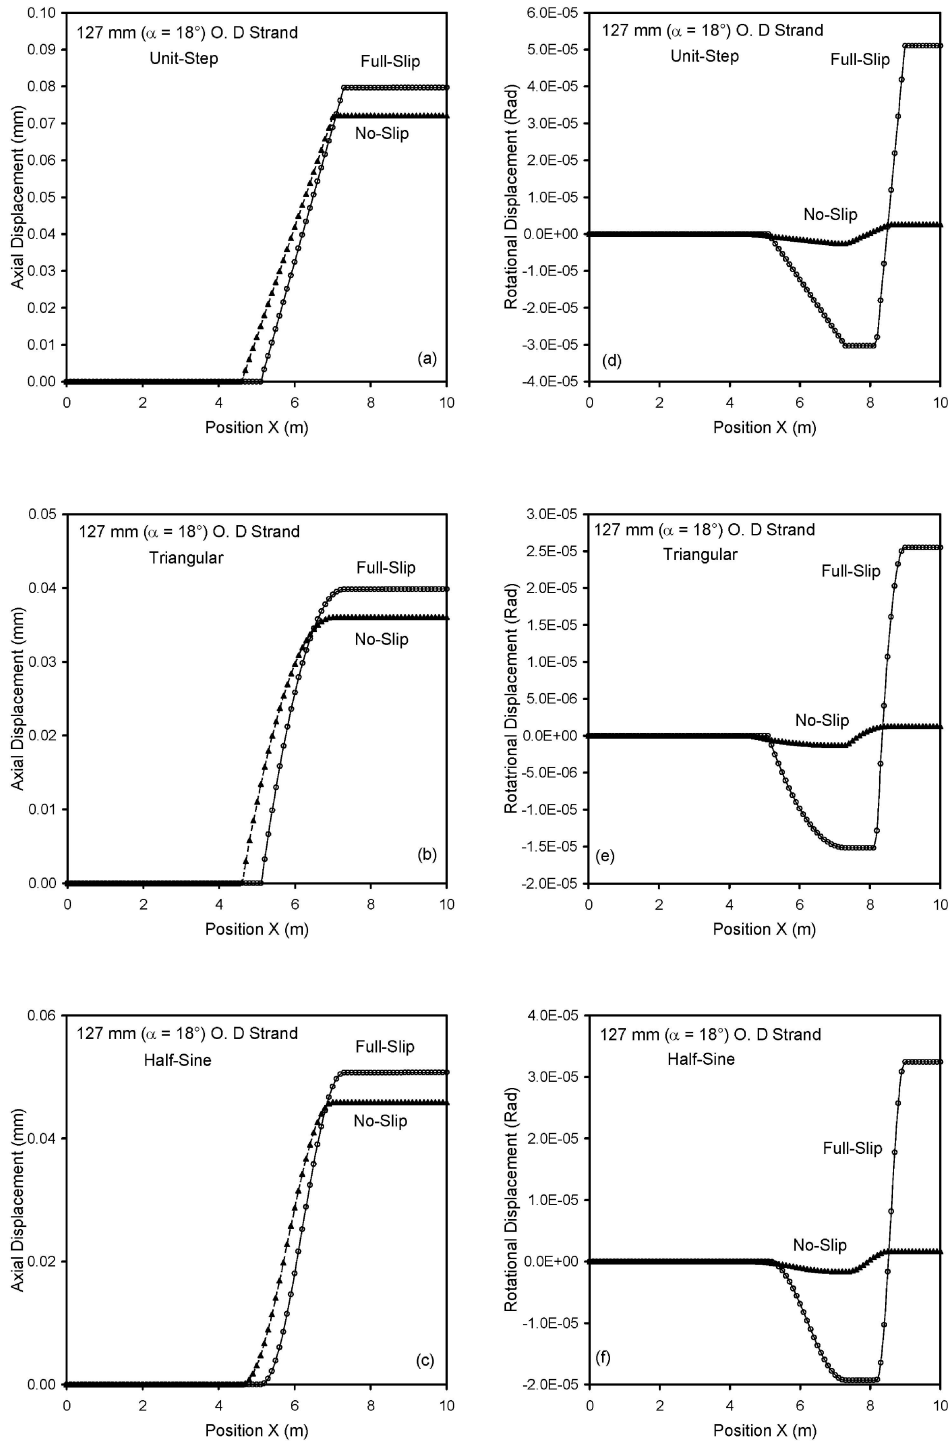 127 mm (α = 18°) O. D Strand
Unit-Step
Full-Slip
No-Slip
(a)
Axial Displacement (mm)
0.10
0.09
0.08
0.07
0.06
0.05
0.04
0.03
0.02
0.01
0.00
0 2 4 6 8 10
Position X (m)
127 mm (α = 18°) O. D Strand
Unit-Step
Full-Slip
No-Slip
(d)
Rotational Displacement (Rad)
6.0E-05
5.0E-05
4.0E-05
3.0E-05
2.0E-05
1.0E-05
0.0E+00
-1.0E-05
-2.0E-05
-3.0E-05
-4.0E-05
0 2 4 6 8 10
Position X (m)
127 mm (α = 18°) O. D Strand
Triangular
Full-Slip
No-Slip
(b)
Axial Displacement (mm)
0.05
0.04
0.03
0.02
0.01
0.00
0 2 4 6 8 10
Position X (m)
127 mm (α = 18°) O. D Strand
Triangular
Full-Slip
No-Slip
(e)
Rotatrional Displacement (Rad)
3.0E-05
2.5E-05
2.0E-05
1.5E-05
1.0E-05
5.0E-06
0.0E+00
-5.0E-06
-1.0E-05
-1.5E-05
-2.0E-05
0 2 4 6 8 10
Position X (m)
127 mm (α = 18°) O. D Strand
Half-Sine
Full-Slip
No-Slip
(c)
Axial Displacement (mm)
0.06
0.04
0.02
0.00
0 2 4 6 8 10
Position X (m)
127 mm (α = 18°) O. D Strand
Half-Sine
Full-Slip
No-Slip
(f)
Rotational Displacement (Rad)
4.0E-05
3.0E-05
2.0E-05
1.0E-05
0.0E+00
-1.0E-05
-2.0E-05
0 2 4 6 8 10
Position X (m)